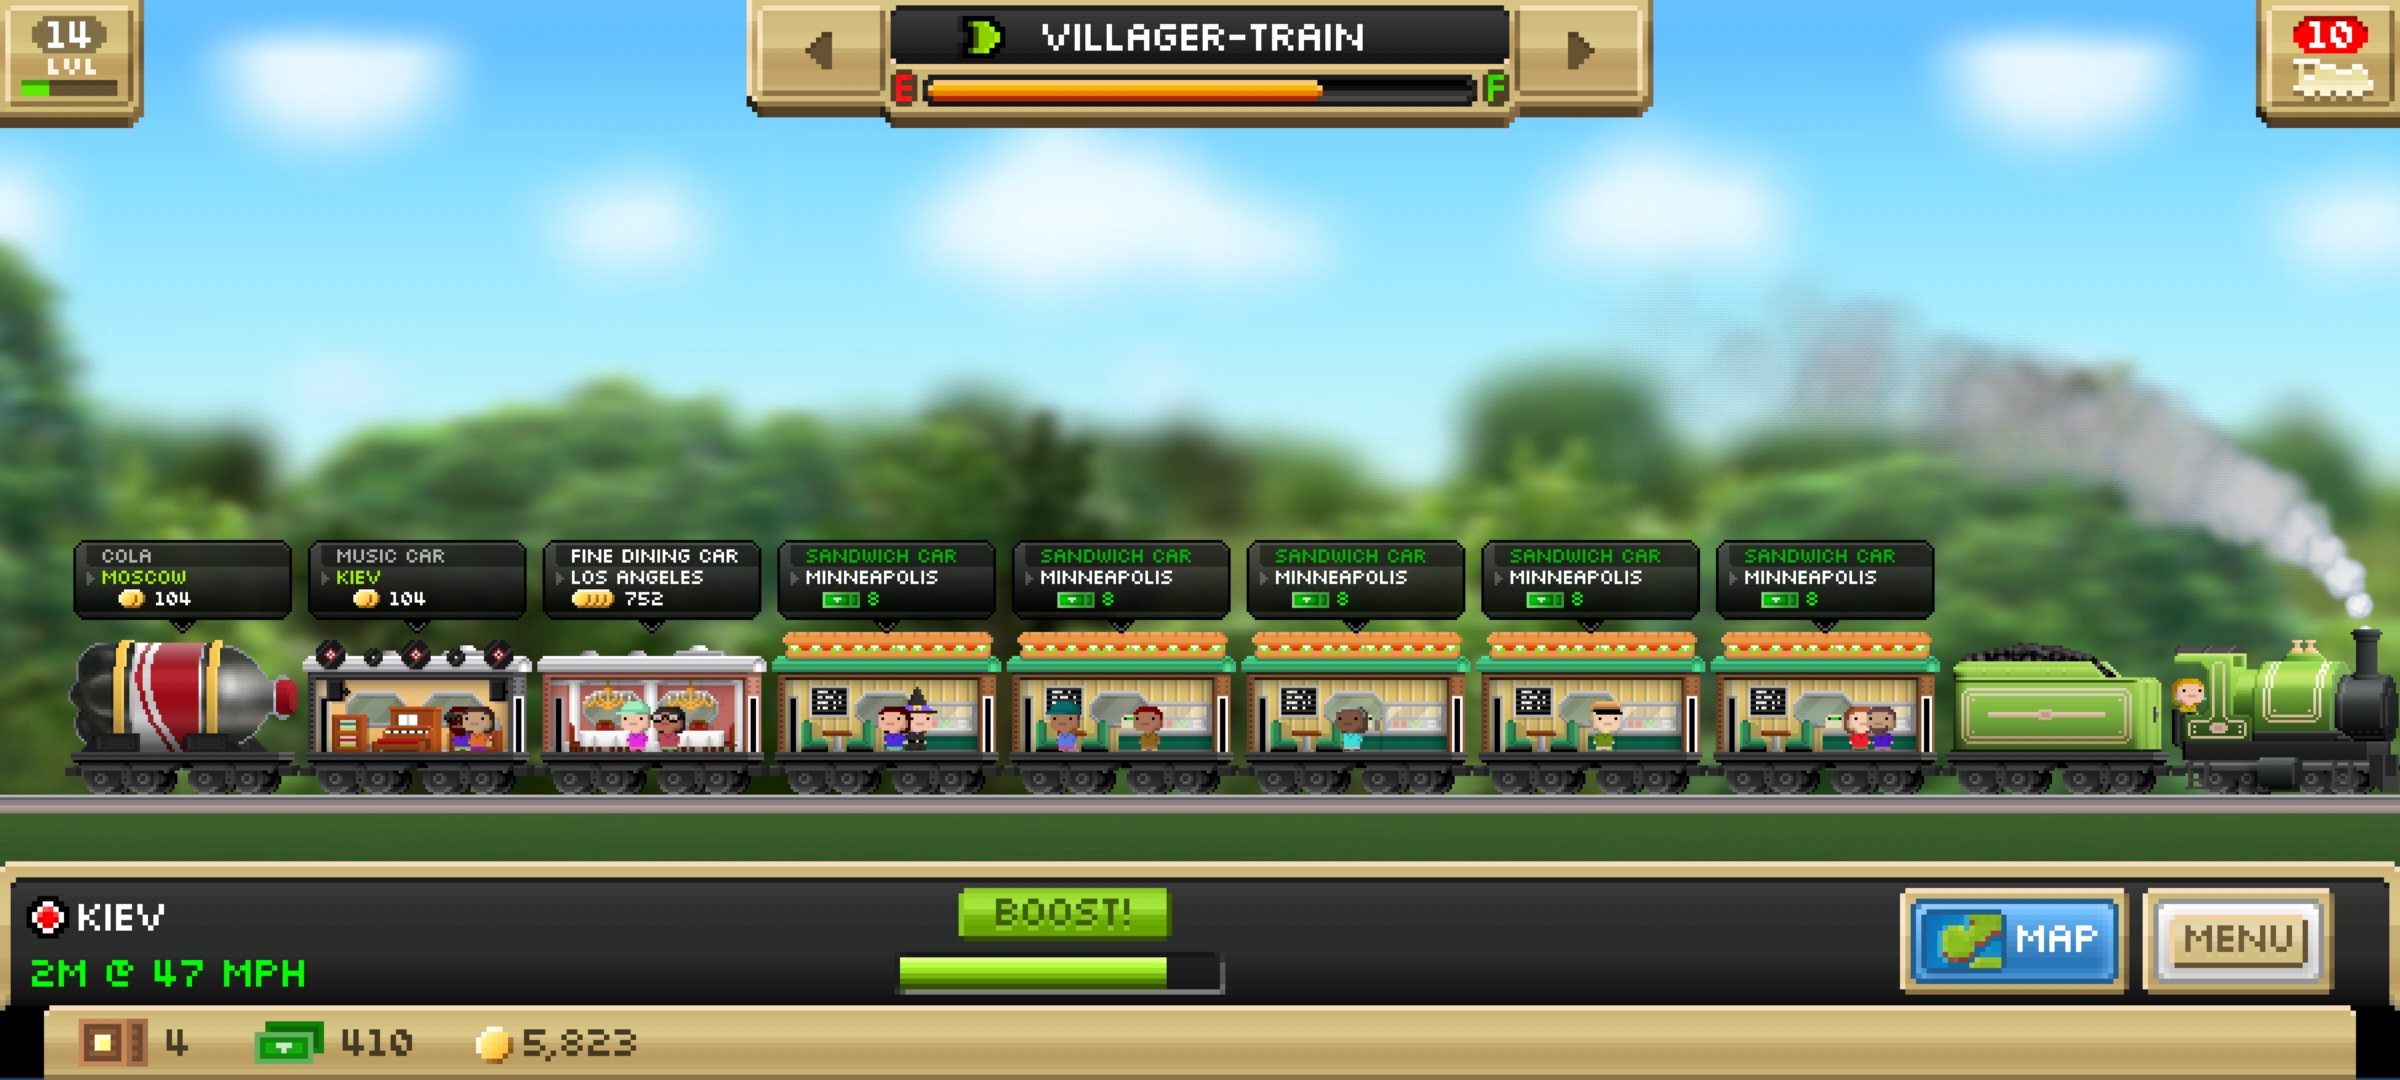 14
LVL
VILLAGER-TRAIN
E
F
10
COLA
MOSCOW
104
MUSIC CAR
KIEV
104
FINE DINING CAR
LOS ANGELES
752
SANDWICH CAR
MINNEAPOLIS
8
SANDWICH CAR
MINNEAPOLIS
8
SANDWICH CAR
MINNEAPOLIS
8
SANDWICH CAR
MINNEAPOLIS
8
SANDWICH CAR
MINNEAPOLIS
8
KIEV
2M @ 47 MPH
BOOST!
MAP
MENU
4
410
5,823